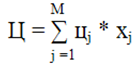 Ц = M∑j=1 цj * xj